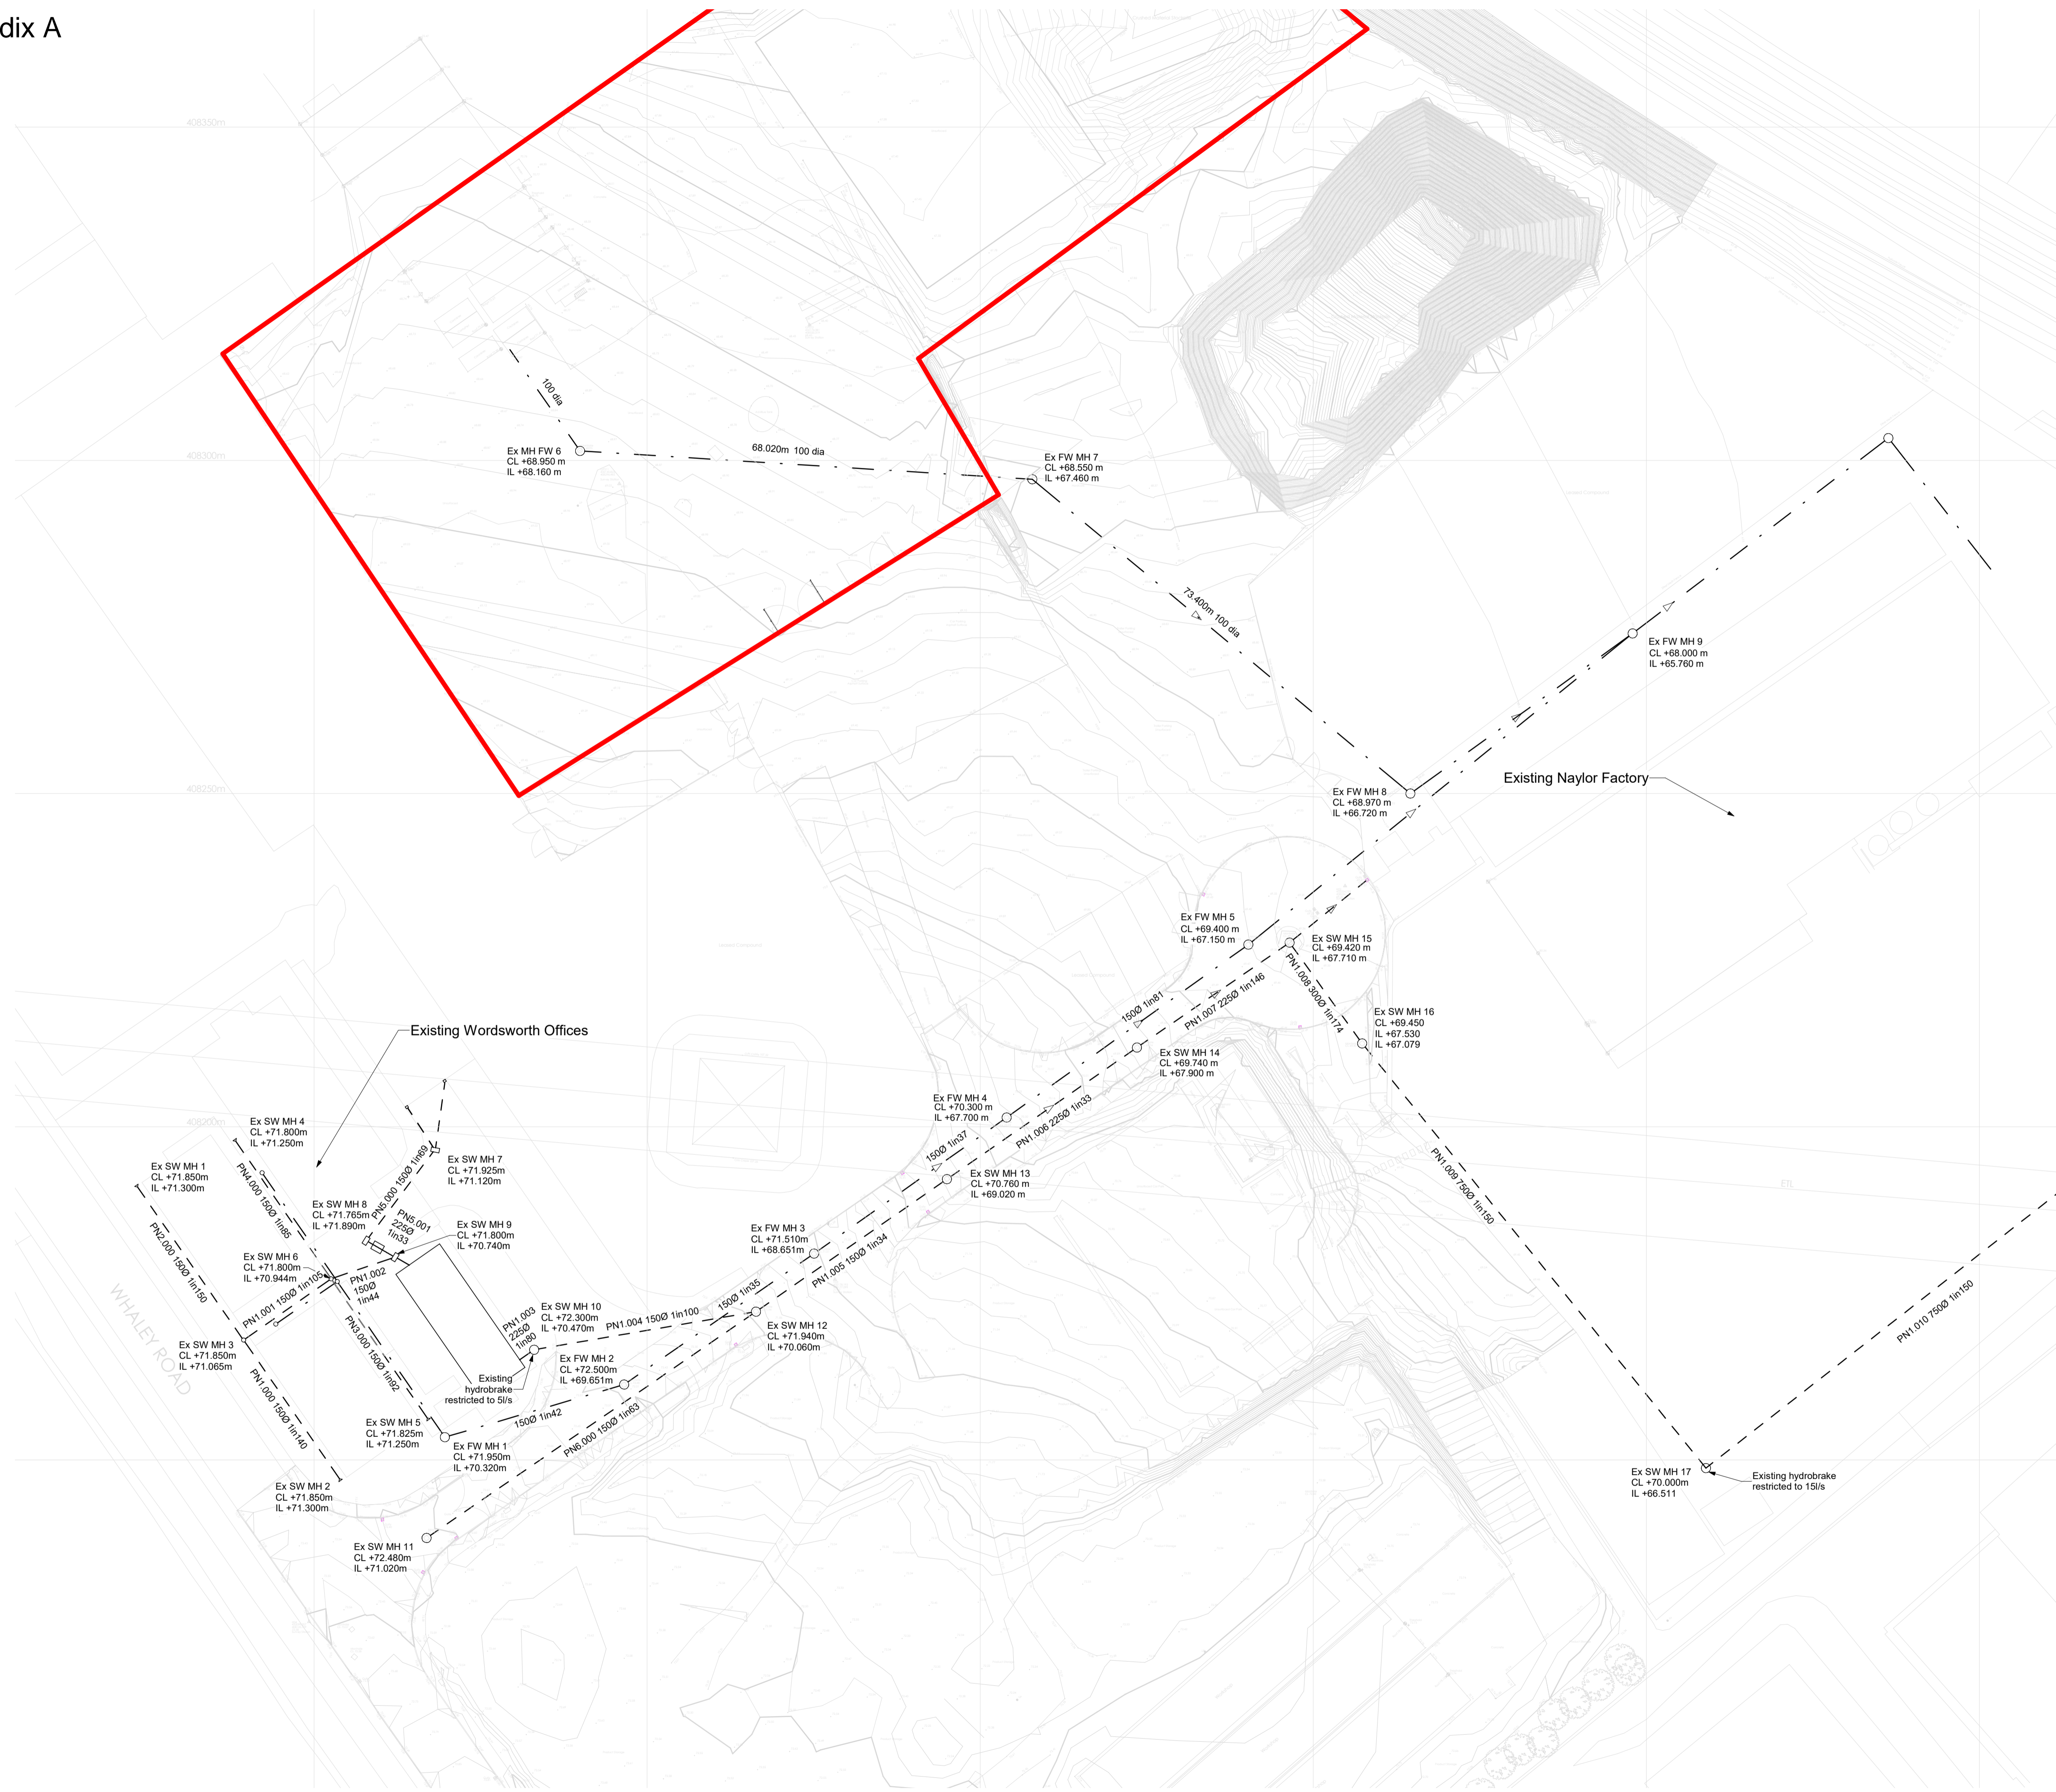 dix A
408350m
100 dia
Ex MH FW 6
CL +68.950 m
IL +68.160 m
408300m
68.020m 100 dia
Ex FW MH 7
CL +68.550 m
IL +67.460 m
73.400m 100 dia
Ex FW MH 9
CL +68.000 m
IL +65.760 m
Existing Naylor Factory
408250m
Ex FW MH 8
CL +68.970 m
IL +66.720 m
Ex FW MH 5
CL +69.400 m
IL +67.150 m
Ex SW MH 15
CL +69.420 m
IL +67.710 m
PN1.008 300Ø 1in174
150Ø 1in81
PN1.007 225Ø 1in146
Ex SW MH 16
CL +69.450
IL +67.530
IL +67.079
Existing Wordsworth Offices
Ex SW MH 14
CL +69.740 m
IL +67.900 m
Ex FW MH 4
CL +70.300 m
IL +67.700 m
PN1.006 225Ø 1in33
150Ø 1in37
408200m
Ex SW MH 4
CL +71.800m
IL +71.250m
Ex SW MH 1
CL +71.850m
IL +71.300m
PN4.000 150Ø 1in85
PN5.000 150Ø 1in69
Ex SW MH 7
CL +71.925m
IL +71.120m
Ex SW MH 13
CL +70.760 m
IL +69.020 m
PN1.009 750Ø 1in150
E7L
Ex SW MH 8
CL +71.765m
IL +71.890m
PN5.001
225Ø
1in33
Ex SW MH 9
CL +71.800m
IL +70.740m
PN2.000 150Ø 1in150
Ex FW MH 3
CL +71.510m
IL +68.651m
PN1.005 150Ø 1in34
Ex SW MH 6
CL +71.800m
IL +70.944m
PN1.001 150Ø 1in105
PN1.002
150Ø
1in44
WHALEY ROAD
150Ø 1in35
PN1.003
225Ø
1in80
Ex SW MH 10
CL +72.300m
IL +70.470m
PN1.004 150Ø 1in100
Ex SW MH 12
CL +71.940m
IL +70.060m
PN1.010 750Ø 1in150
Ex SW MH 3
CL +71.850m
IL +71.065m
PN3.000 150Ø 1in92
Ex FW MH 2
CL +72.500m
IL +69.651m
Existing
hydrobrake
restricted to 5l/s
PN1.000 150Ø 1in140
150Ø 1in42
PN6.000 150Ø 1in63
Ex SW MH 5
CL +71.825m
IL +71.250m
Ex FW MH 1
CL +71.950m
IL +70.320m
Ex SW MH 2
CL +71.850m
IL +71.300m
Ex SW MH 17
CL +70.000m
IL +66.511
Existing hydrobrake
restricted to 15l/s
Ex SW MH 11
CL +72.480m
IL +71.020m